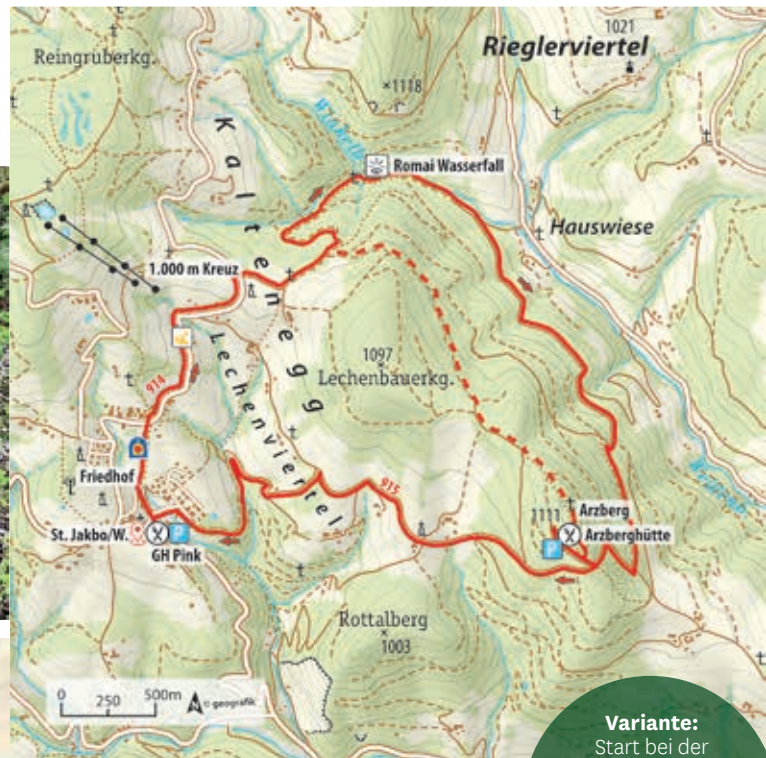 1021
Rieglerviertel
Reingruberkg.
×1118
Romai Wasserfall
Kaltenegg
Hauswiese
1.000 m Kreuz
Lechenviertel
1097
Lechenbauerkg.
914
Friedhof
915
St. Jakbo/W.
P
GH Pink
1111
Arzberg
P
Arzberghütte
Rottalberg
1003
0 250 500m
N © geografik
Variante:
Start bei der